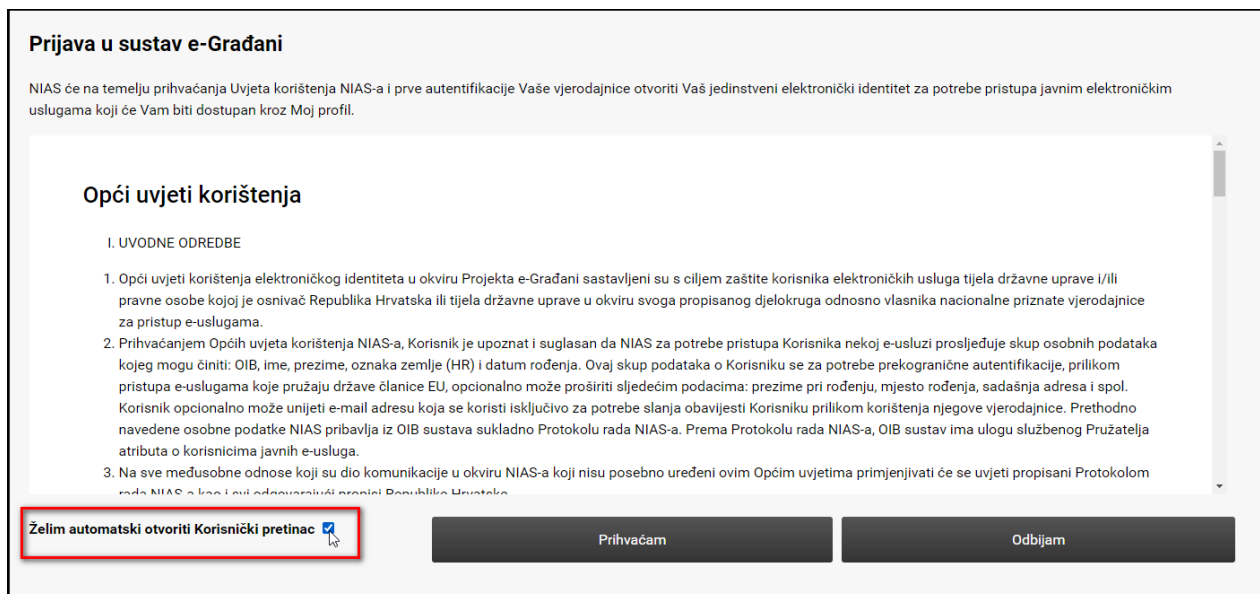 Prijava u sustav e-Građani
NIAS će na temelju prihvaćanja Uvjeta korištenja NIAS-a i prve autentifikacije Vaše vjerodajnice otvoriti Vaš jedinstveni elektronički identitet za potrebe pristupa javnim elektroničkim
uslugama koji će Vam biti dostupan kroz Moj profil.
Opći uvjeti korištenja
I. UVODNE ODREDBE
1. Opći uvjeti korištenja elektroničkog identiteta u okviru Projekta e-Građani sastavljeni su s ciljem zaštite korisnika elektroničkih usluga tijela državne uprave i/ili
pravne osobe kojoj je osnivač Republika Hrvatska ili tijela državne uprave u okviru svoga propisanog djelokruga odnosno vlasnika nacionalne priznate vjerodajnice
za pristup e-uslugama.
2. Prihvaćanjem Općih uvjeta korištenja NIAS-a, Korisnik je upoznat i suglasan da NIAS za potrebe pristupa Korisnika nekoj e-usluzi prosljeđuje skup osobnih podataka
kojeg mogu činiti: OIB, ime, prezime, oznaka zemlje (HR) i datum rođenja. Ovaj skup podataka o Korisniku se za potrebe prekogranične autentifikacije, prilikom
pristupa e-uslugama koje pružaju države članice EU, opcionalno može proširiti sljedećim podacima: prezime pri rođenju, mjesto rođenja, sadašnja adresa i spol.
Korisnik opcionalno može unijeti e-mail adresu koja se koristi isključivo za potrebe slanja obavijesti Korisniku prilikom korištenja njegove vjerodajnice. Prethodno
navedene osobne podatke NIAS pribavlja iz OIB sustava sukladno Protokolu rada NIAS-a. Prema Protokolu rada NIAS-a, OIB sustav ima ulogu službenog Pružatelja
atributa o korisnicima javnih e-usluga.
3. Na sve međusobne odnose koji su dio komunikacije u okviru NIAS-a koji nisu posebno uređeni ovim Općim uvjetima primjenjivati će se uvjeti propisani Protokolom
rada NIAS-a kao i svi odgovarajući propisi Republike Hrvatske
Želim automatski otvoriti Korisnički pretinac
Prihvaćam
Odbijam